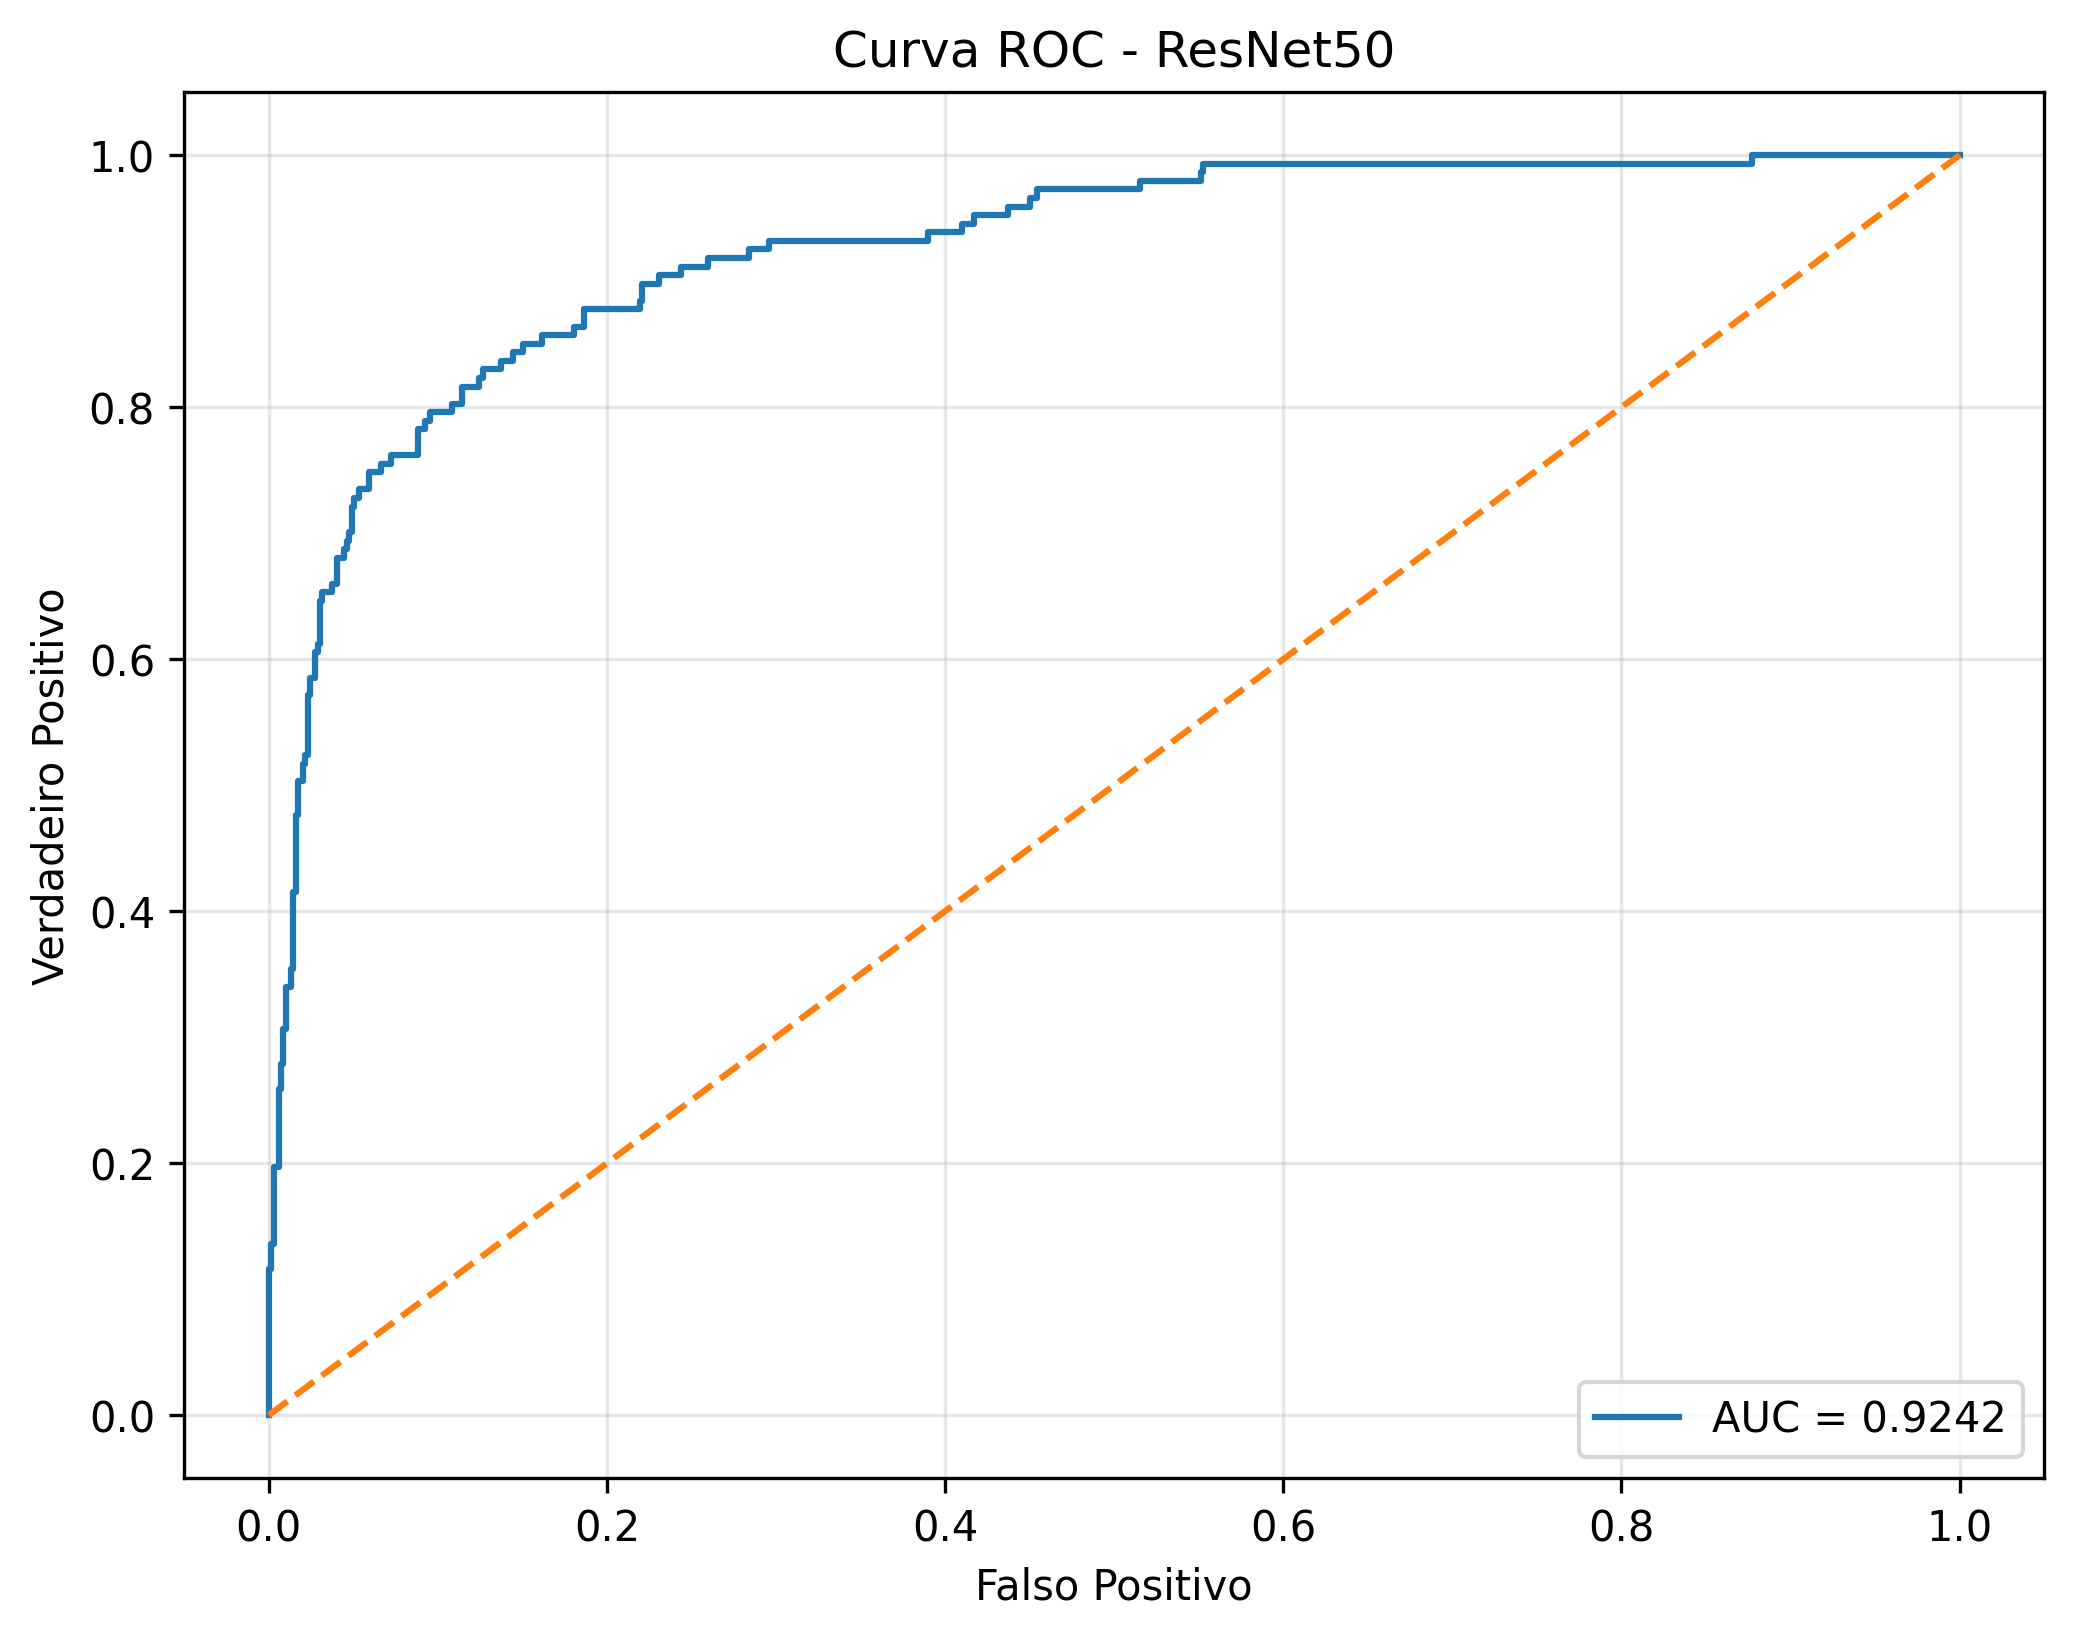 Curva ROC - ResNet50
1.0
0.8
0.6
0.4
0.2
0.0
Verdadeiro Positivo
AUC = 0.9242
0.0 0.2 0.4 0.6 0.8 1.0
Falso Positivo